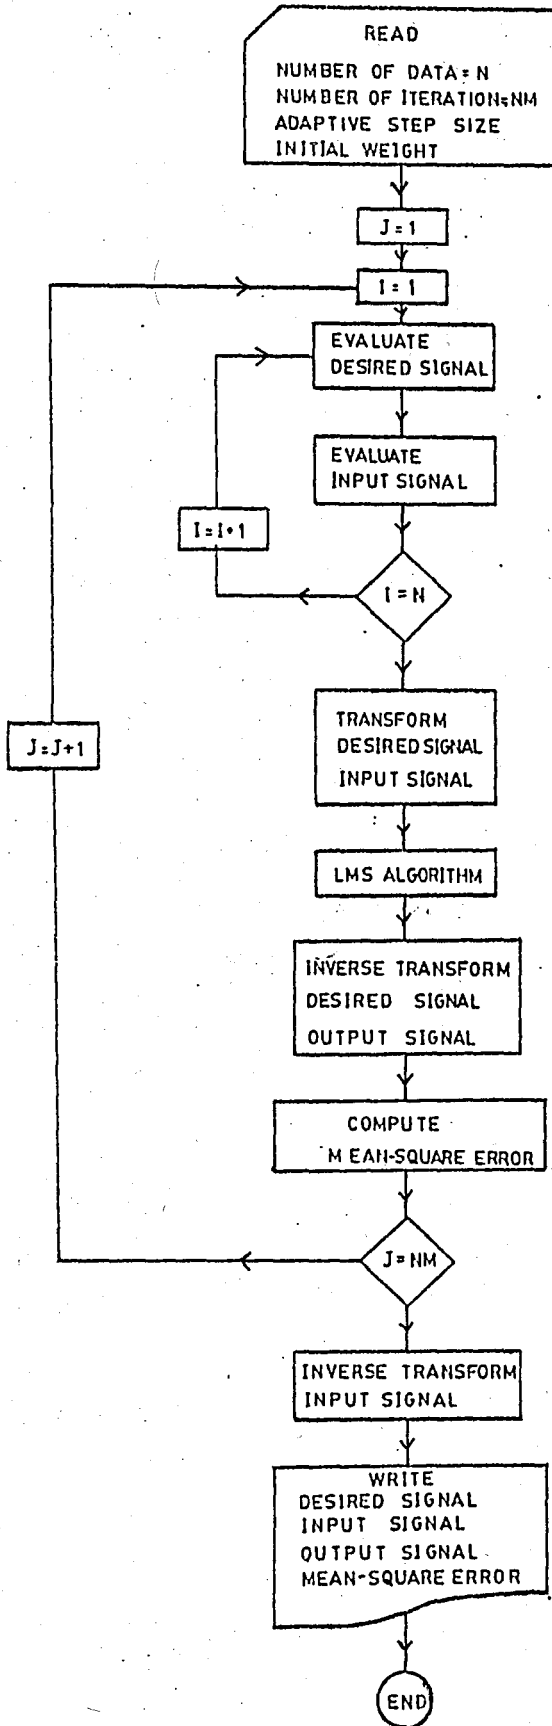 READ
NUMBER OF DATA=N
NUMBER OF ITERATION=NM
ADAPTIVE STEP SIZE
INITIAL WEIGHT
J=1
I=1
EVALUATE
DESIRED SIGNAL
EVALUATE
INPUT SIGNAL
I=I+1
I=N
TRANSFORM
DESIRED SIGNAL
INPUT SIGNAL
J=J+1
LMS ALGORITHM
INVERSE TRANSFORM
DESIRED SIGNAL
OUTPUT SIGNAL
COMPUTE
MEAN-SQUARE ERROR
J=NM
INVERSE TRANSFORM
INPUT SIGNAL
WRITE
DESIRED SIGNAL
INPUT SIGNAL
OUTPUT SIGNAL
MEAN-SQUARE ERROR
END